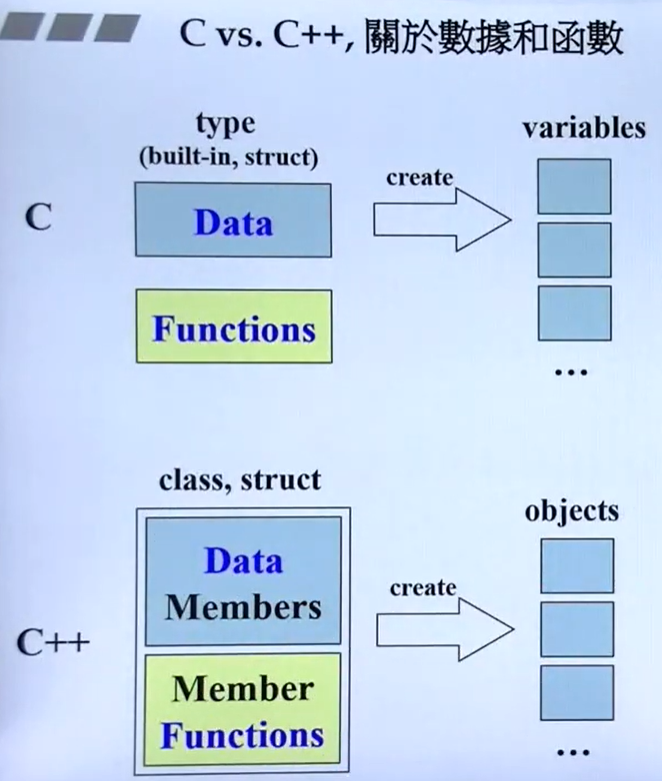 C vs. C++, 關於數據和函數
type
(built-in, struct)
variables
C
Data
create
Functions
...
class, struct
objects
C++
Data
Members
create
Member
Functions
...